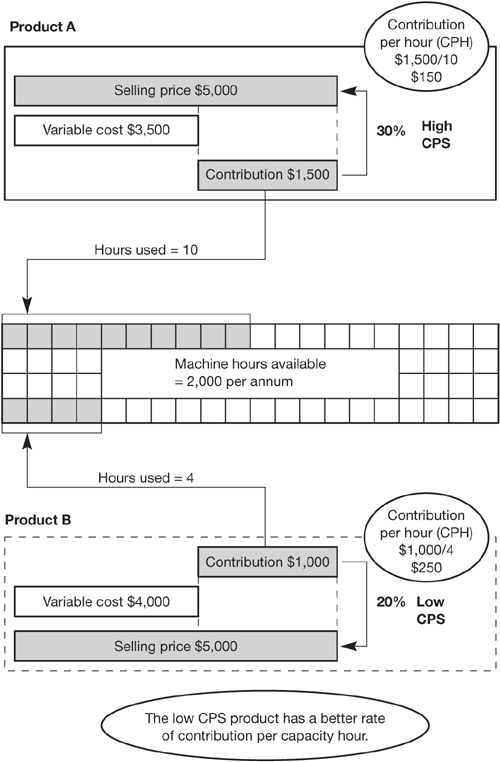 Product A
Contribution
per hour (CPH)
$1,500/10
$150
Selling price $5,000
Variable cost $3,500
30% High
CPS
Contribution $1,500
Hours used = 10
Machine hours available
= 2,000 per annum
Hours used = 4
Product B
Contribution
per hour (CPH)
$1,000/4
$250
Contribution $1,000
Variable cost $4,000
20% Low
CPS
Selling price $5,000
The low CPS product has a better rate
of contribution per capacity hour.